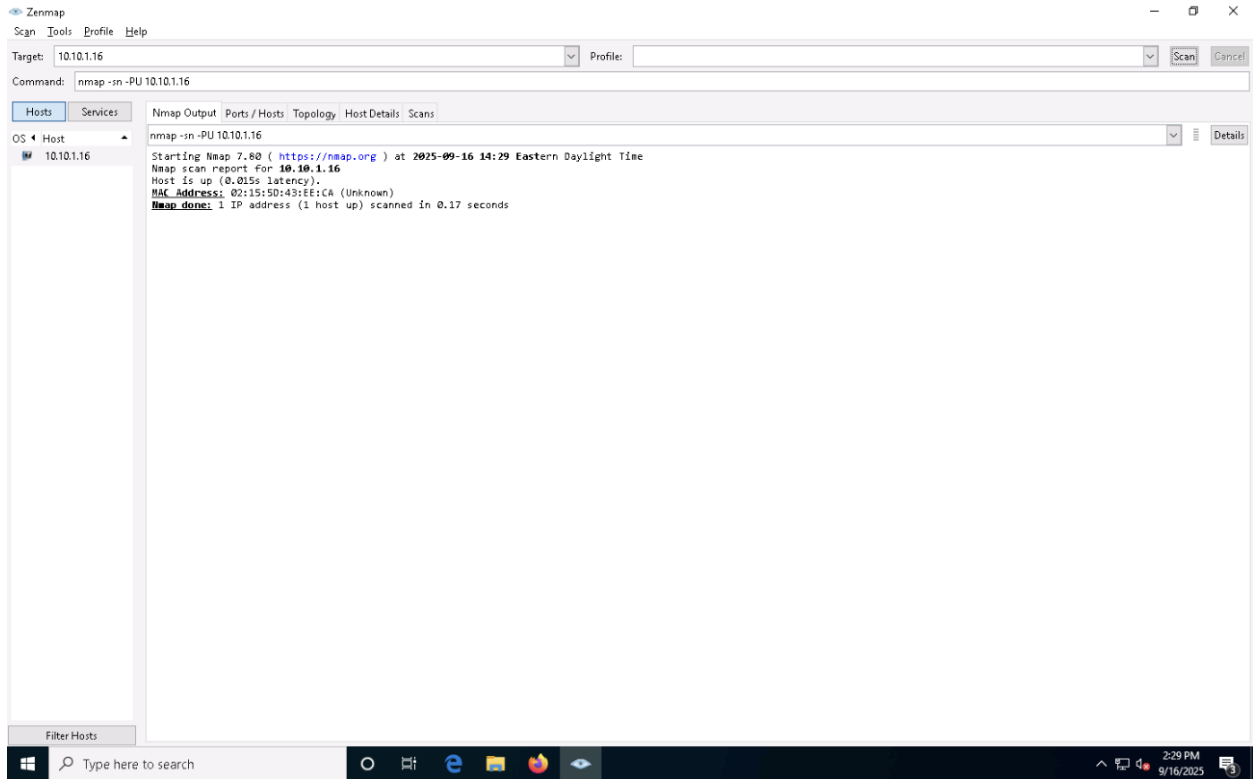 Zenmap
Scan Tools Profile Help
Target: 10.10.1.16 Profile: Scan Cancel
Command: nmap -sn -PU 10.10.1.16
Hosts Services Nmap Output Ports / Hosts Topology Host Details Scans
OS Host nmap -sn -PU 10.10.1.16 Details
10.10.1.16
Starting Nmap 7.80 ( https://nmap.org ) at 2025-09-16 14:29 Eastern Daylight Time
Nmap scan report for 10.10.1.16
Host is up (0.015s latency).
MAC Address: 02:15:5D:43:EE:CA (Unknown)
Nmap done: 1 IP address (1 host up) scanned in 0.17 seconds
Filter Hosts
Type here to search
2:29 PM
9/16/2025
3